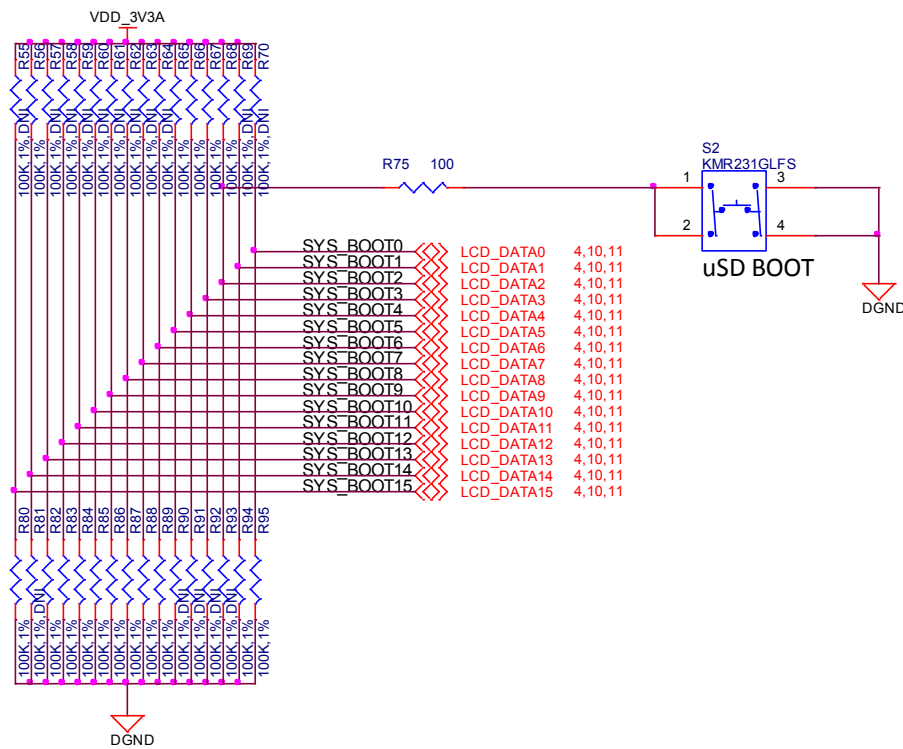 VDD_3V3A
R55
R56
R57
R58
R59
R60
R61
R62
R63
R64
R65
R66
R67
R68
R69
R70
100K,1%,DNI
100K,1%
100K,1%,DNI
100K,1%,DNI
100K,1%,DNI
100K,1%,DNI
100K,1%,DNI
100K,1%,DNI
100K,1%,DNI
100K,1%,DNI
100K,1%
100K,1%
100K,1%
100K,1%
100K,1%,DNI
100K,1%,DNI
R75 100
S2
KMR231GLFS
1 3
2 4
uSD BOOT
DGND
SYS_BOOT0 LCD_DATA0 4,10,11
SYS_BOOT1 LCD_DATA1 4,10,11
SYS_BOOT2 LCD_DATA2 4,10,11
SYS_BOOT3 LCD_DATA3 4,10,11
SYS_BOOT4 LCD_DATA4 4,10,11
SYS_BOOT5 LCD_DATA5 4,10,11
SYS_BOOT6 LCD_DATA6 4,10,11
SYS_BOOT7 LCD_DATA7 4,10,11
SYS_BOOT8 LCD_DATA8 4,10,11
SYS_BOOT9 LCD_DATA9 4,10,11
SYS_BOOT10 LCD_DATA10 4,10,11
SYS_BOOT11 LCD_DATA11 4,10,11
SYS_BOOT12 LCD_DATA12 4,10,11
SYS_BOOT13 LCD_DATA13 4,10,11
SYS_BOOT14 LCD_DATA14 4,10,11
SYS_BOOT15 LCD_DATA15 4,10,11
R80
R81
R82
R83
R84
R85
R86
R87
R88
R89
R90
R91
R92
R93
R94
R95
100K,1%
100K,1%,DNI
100K,1%
100K,1%
100K,1%
100K,1%
100K,1%
100K,1%
100K,1%
100K,1%
100K,1%,DNI
100K,1%,DNI
100K,1%,DNI
100K,1%,DNI
100K,1%
100K,1%
DGND